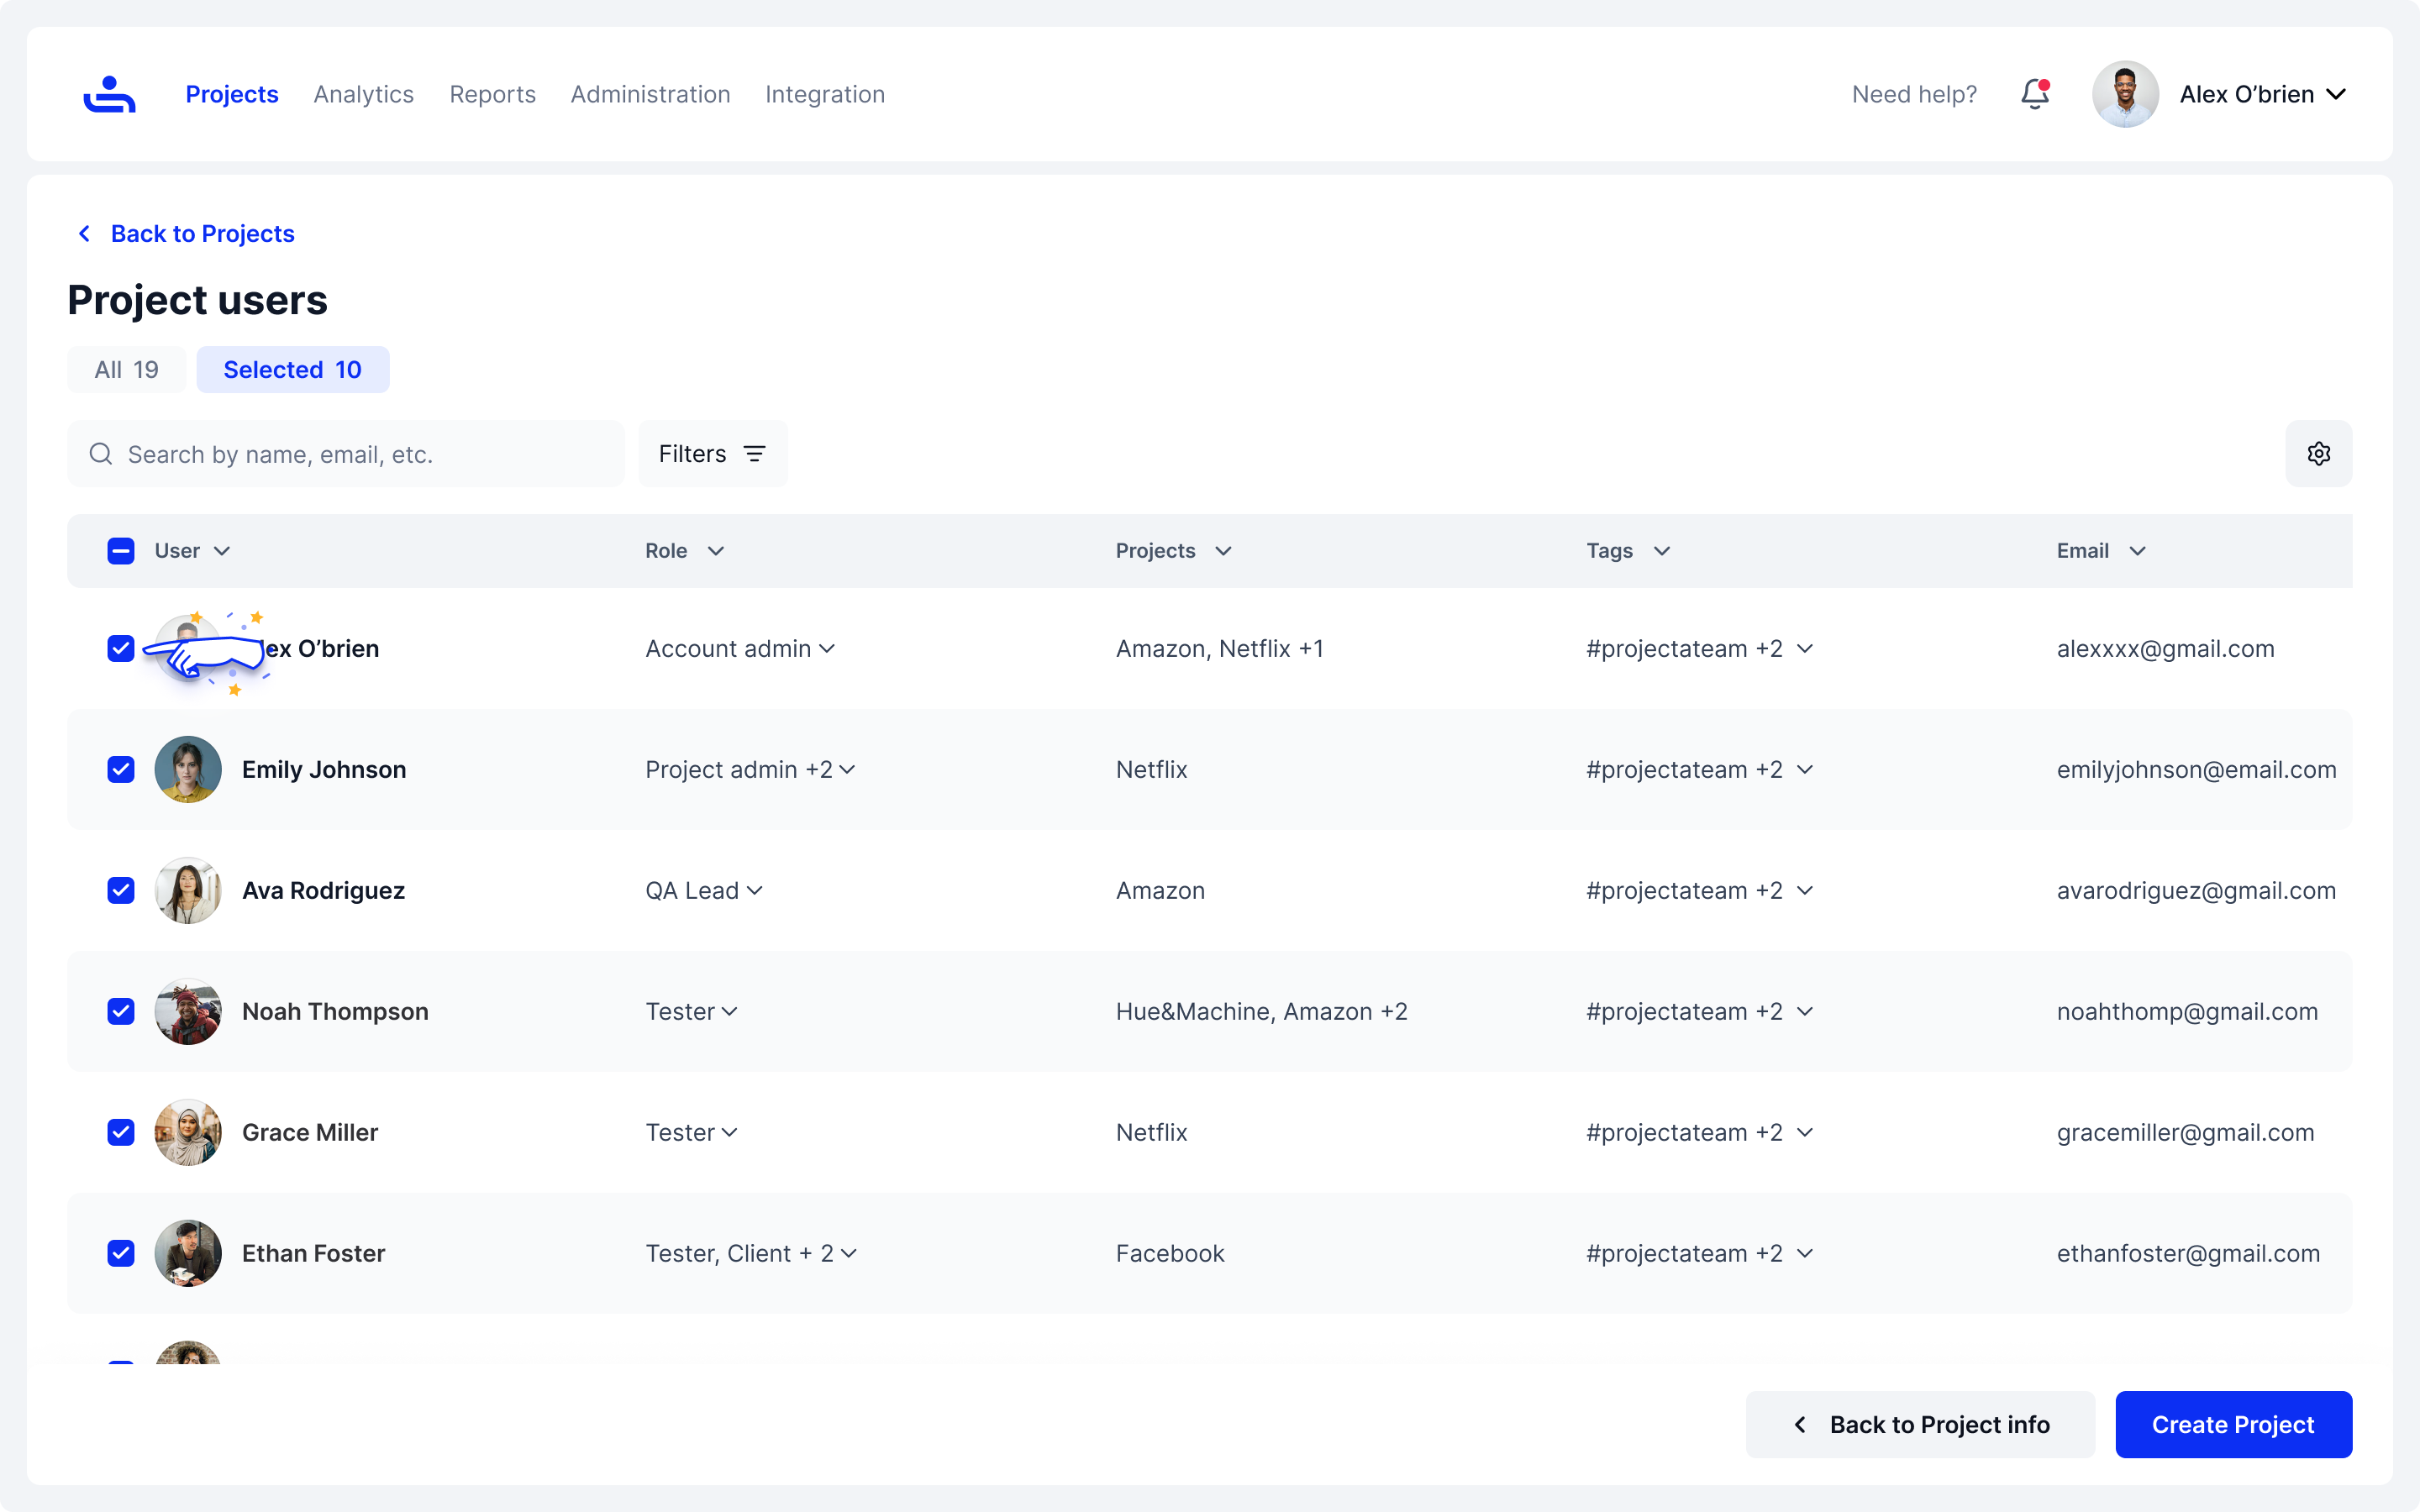 Projects Analytics Reports Administration Integration Need help? Alex O’brien
Back to Projects
Project users
All 19 Selected 10
Search by name, email, etc. Filters
User Role Projects Tags Email
ex O’brien Account admin Amazon, Netflix +1 #projectateam +2 alexxxx@gmail.com
Emily Johnson Project admin +2 Netflix #projectateam +2 emilyjohnson@email.com
Ava Rodriguez QA Lead Amazon #projectateam +2 avarodriguez@gmail.com
Noah Thompson Tester Hue&Machine, Amazon +2 #projectateam +2 noahthomp@gmail.com
Grace Miller Tester Netflix #projectateam +2 gracemiller@gmail.com
Ethan Foster Tester, Client + 2 Facebook #projectateam +2 ethanfoster@gmail.com
Back to Project info Create Project